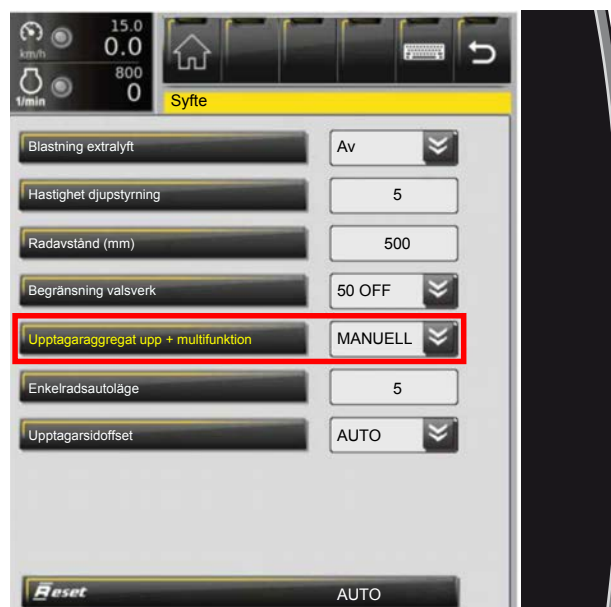 15.0
km/h 0.0
800
1/min 0
Syfte
Blastning extralyft Av
Hastighet djupstyrning 5
Radavstånd (mm) 500
Begränsning valsverk 50 OFF
Upptagaraggregat upp + multifunktion MANUELL
Enkelradsautoläge 5
Upptagarsidoffset AUTO
Reset AUTO